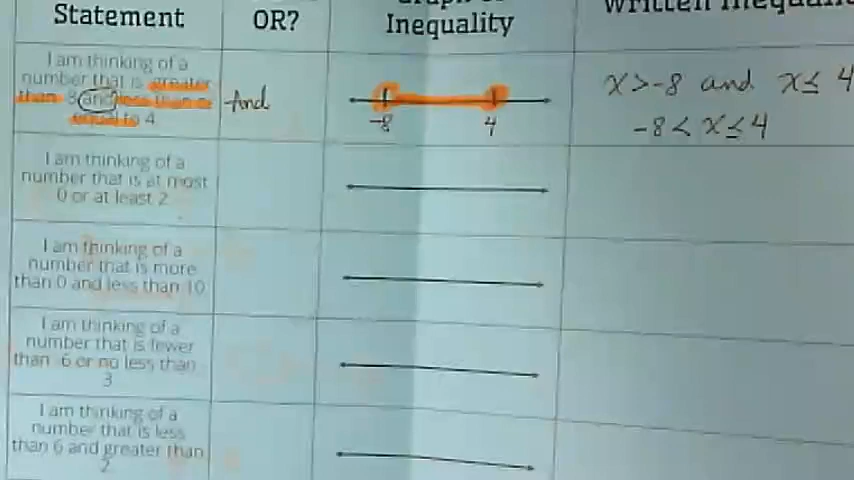 Statement
OR?
Inequality
Written Inequali
I am thinking of a
number that is greater
than -8 and less than or
equal to 4
And
-8
4
x>-8 and x≤ 4
-8 < x ≤ 4
I am thinking of a
number that is at most
0 or at least 2
I am thinking of a
number that is more
than 0 and less than 10
I am thinking of a
number that is fewer
than -6 or no less than
3
I am thinking of a
number that is less
than 6 and greater than
2